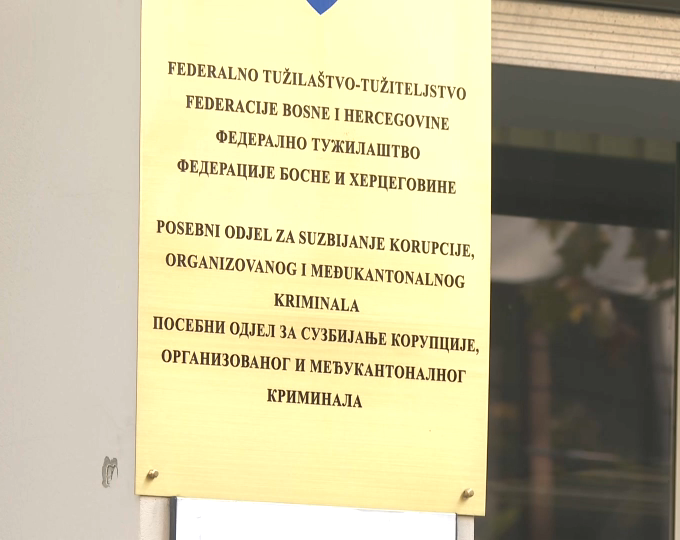 FEDERALNO TUŽILAŠTVO-TUŽITELJSTVO
FEDERACIJE BOSNE I HERCEGOVINE
ФЕДЕРАЛНО ТУЖИЛАШТВО
ФЕДЕРАЦИЈЕ БОСНЕ И ХЕРЦЕГОВИНЕ
POSEBNI ODJEL ZA SUZBIJANJE KORUPCIJE,
ORGANIZOVANOG I MEĐUKANTONALNOG
KRIMINALA
ПОСЕБНИ ОДЈЕЛ ЗА СУЗБИЈАЊЕ КОРУПЦИЈЕ,
ОРГАНИЗОВАНОГ И МЕЂУКАНТОНАЛНОГ
КРИМИНАЛА